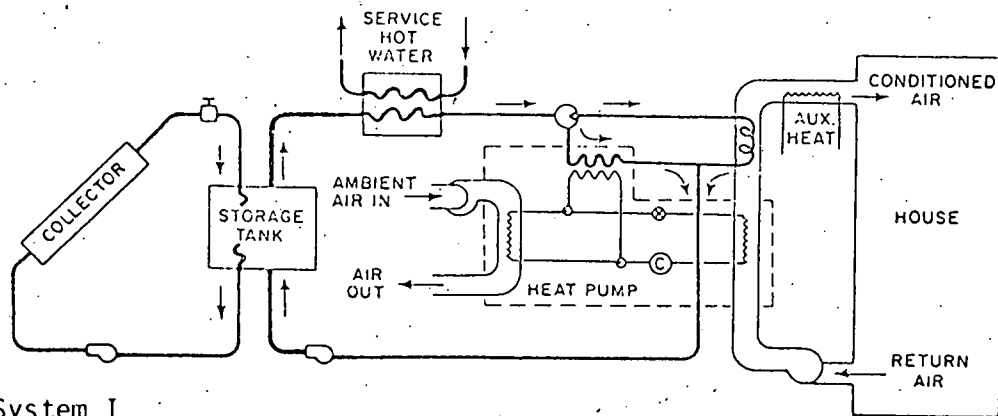 SERVICE
HOT
WATER
CONDITIONED
AIR
AUX.
HEAT
COLLECTOR
AMBIENT
AIR IN
STORAGE
TANK
HOUSE
AIR
OUT
HEAT PUMP
C
RETURN
AIR
System I